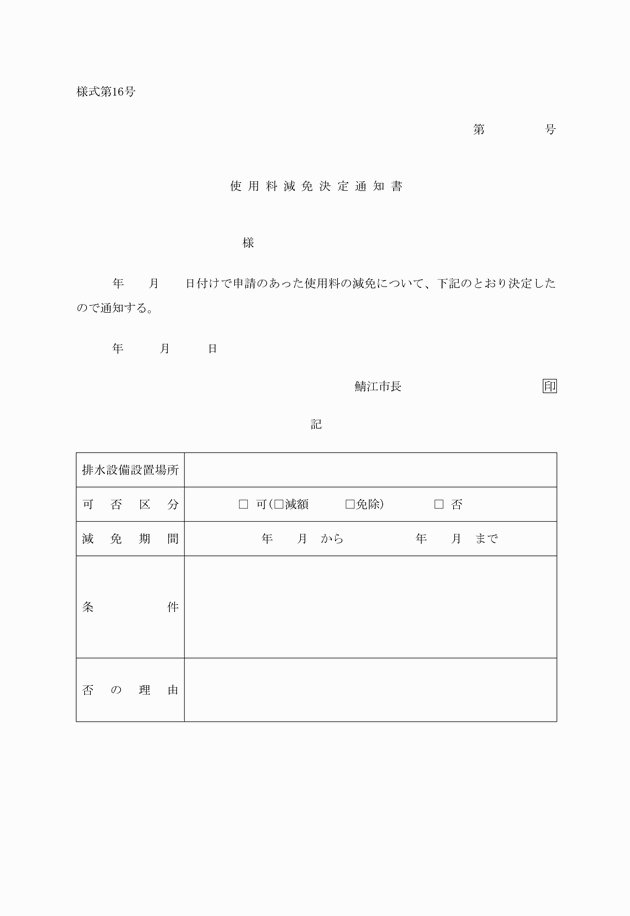 様式第16号
第　　　　　号
使用料減免決定通知書
様
年　　月　　日付けで申請のあった使用料の減免について、下記のとおり決定した
ので通知する。
年　　　月　　　日
鯖江市長　　　　　　　　　　　　印
記
排水設備設置場所
可否区分　□ 可(□減額　　　□免除)　　　　□ 否
減免期間　年　　月　から　　　　　　年　　月　まで
条件
否の理由